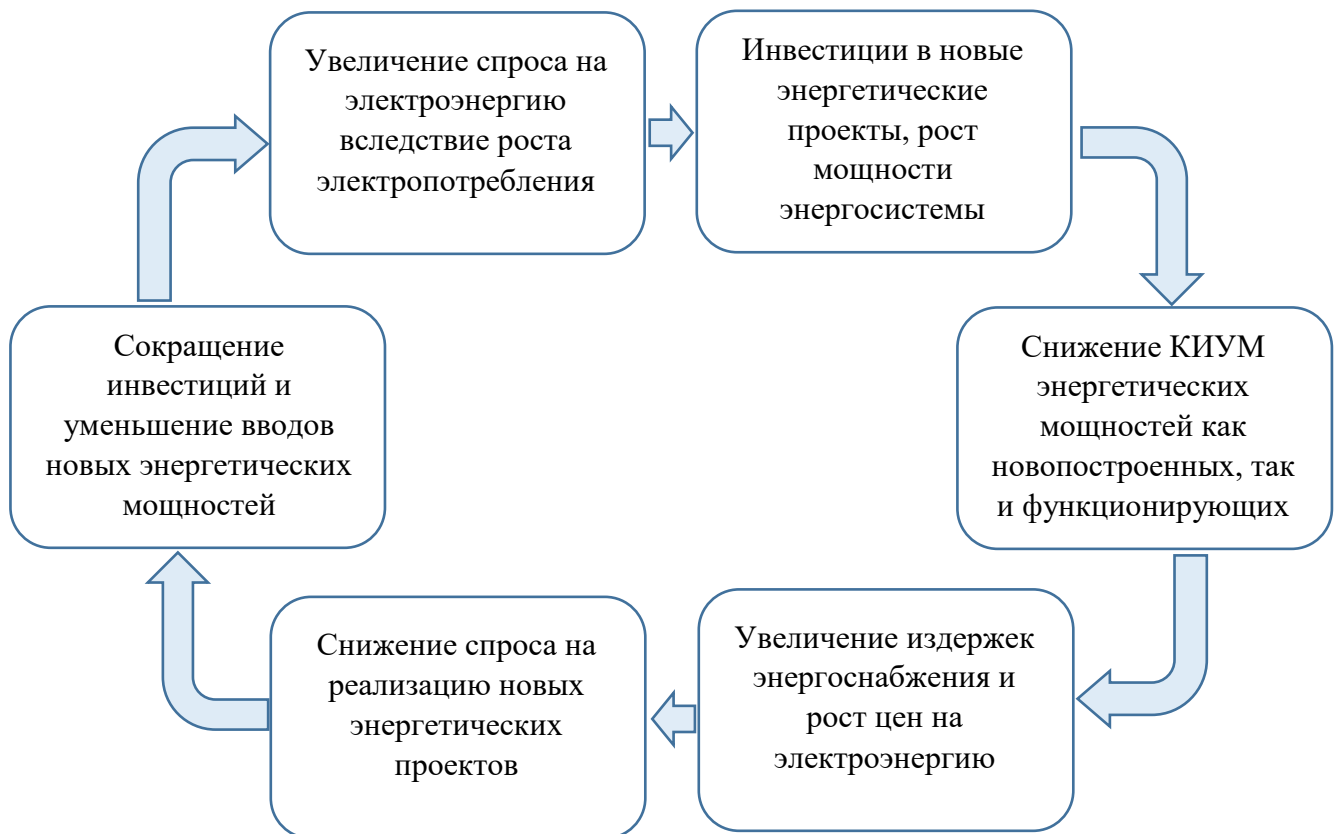 Увеличение спроса на
электроэнергию
вследствие роста
электропотребления
Инвестиции в новые
энергетические
проекты, рост
мощности
энергосистемы
Снижение КИУМ
энергетических
мощностей как
новопостроенных, так
и функционирующих
Увеличение издержек
энергоснабжения и
рост цен на
электроэнергию
Снижение спроса на
реализацию новых
энергетических
проектов
Сокращение
инвестиций и
уменьшение вводов
новых энергетических
мощностей